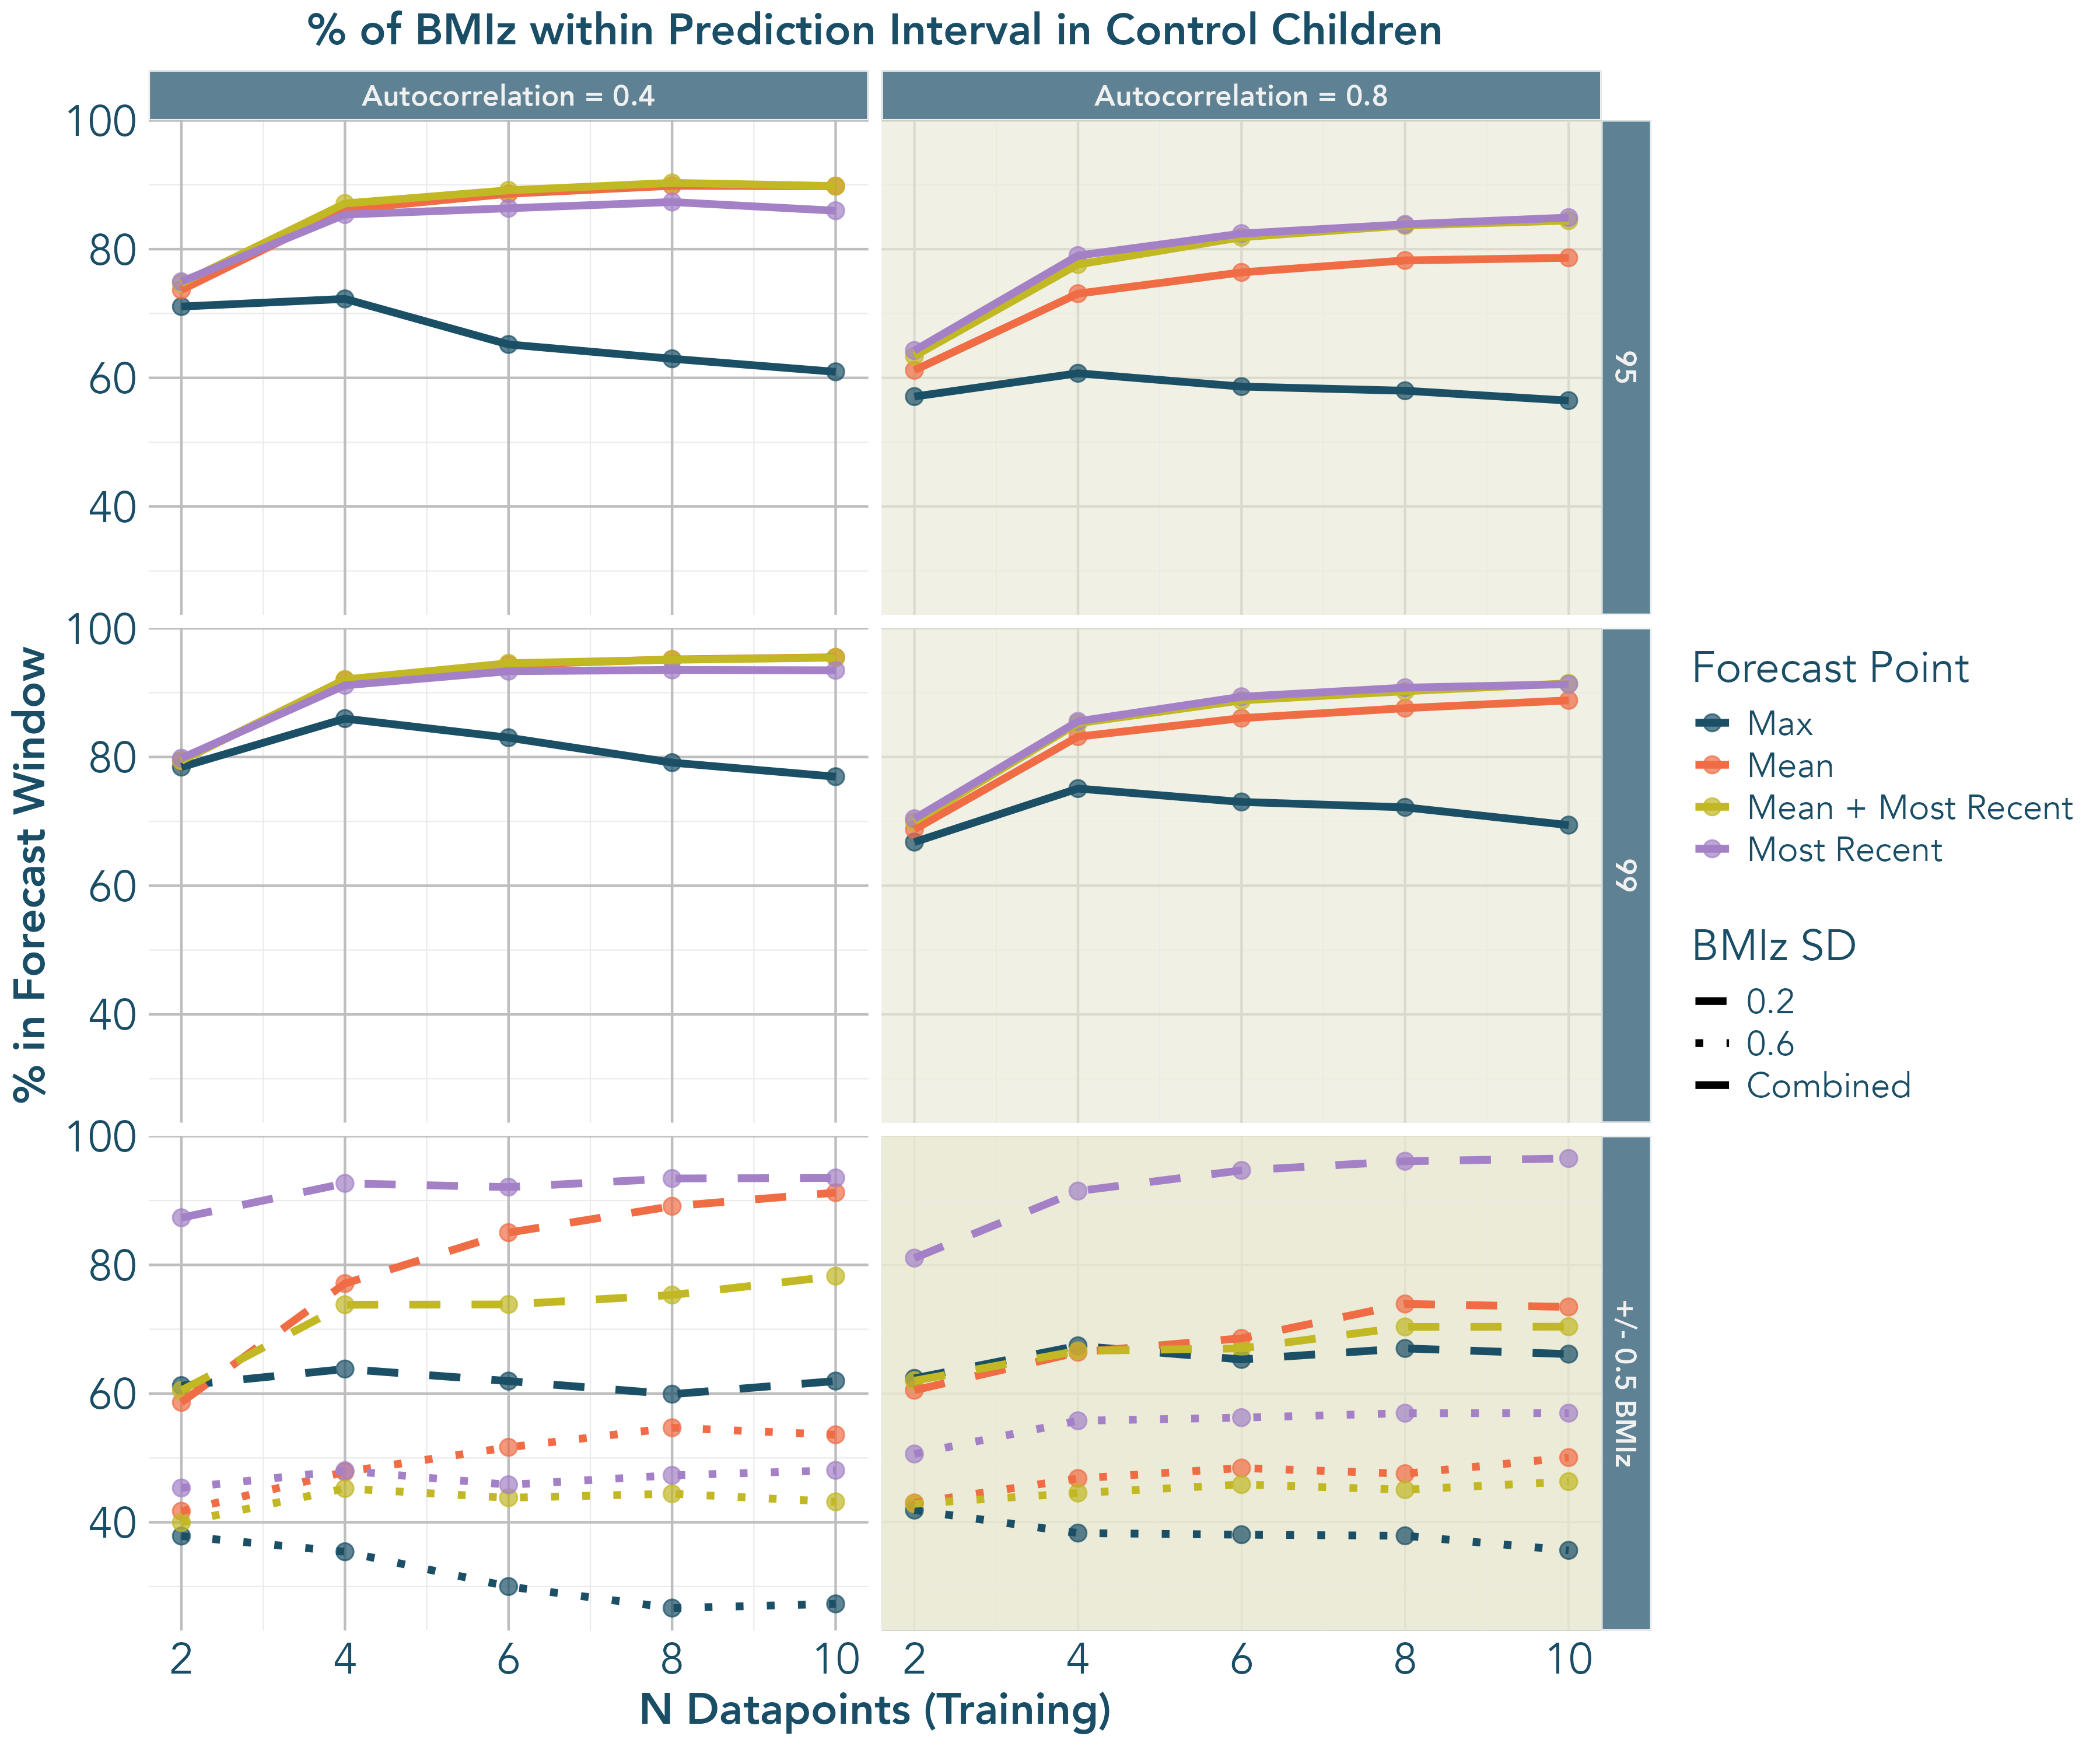 % of BMIz within Prediction Interval in Control Children
Autocorrelation = 0.4
Autocorrelation = 0.8
100
80
60
40
95
100
80
60
40
99
100
80
60
40
+/- 0.5 BMIz
2 4 6 8 10
2 4 6 8 10
N Datapoints (Training)
% in Forecast Window
Forecast Point
Max
Mean
Mean + Most Recent
Most Recent
BMIz SD
0.2
0.6
Combined